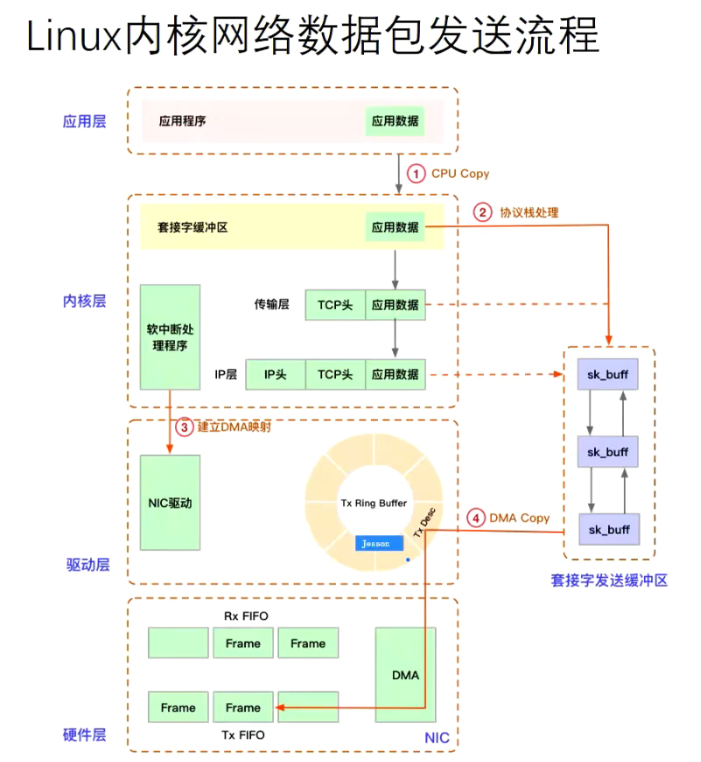 Linux内核网络数据包发送流程
应用层
应用程序
应用数据
① CPU Copy
② 协议栈处理
套接字缓冲区
应用数据
内核层
软中断处
理程序
传输层
TCP头
应用数据
IP层
IP头
TCP头
应用数据
sk_buff
sk_buff
sk_buff
套接字发送缓冲区
③ 建立DMA映射
NIC驱动
Tx Ring Buffer
Tx Desc
Jesson
④ DMA Copy
驱动层
Rx FIFO
Frame
Frame
DMA
Frame
Frame
Tx FIFO
硬件层
NIC